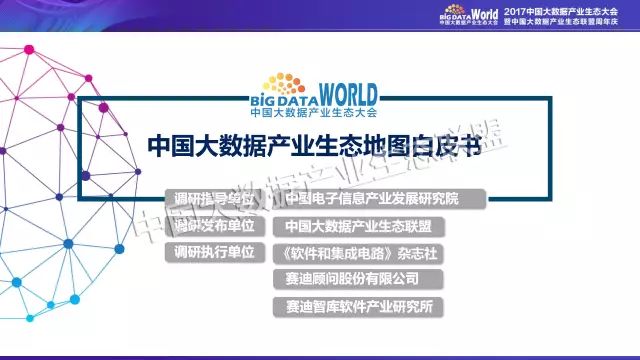 BiG DATA World
中国大数据产业生态大会
2017中国大数据产业生态大会
暨中国大数据产业生态联盟周年庆
BiG DATA WORLD
中国大数据产业生态大会
中国大数据产业生态地图白皮书
调研指导单位 中国电子信息产业发展研究院
调研发布单位 中国大数据产业生态联盟
调研执行单位 《软件和集成电路》杂志社
赛迪顾问股份有限公司
赛迪智库软件产业研究所
中国大数据产业生态联盟